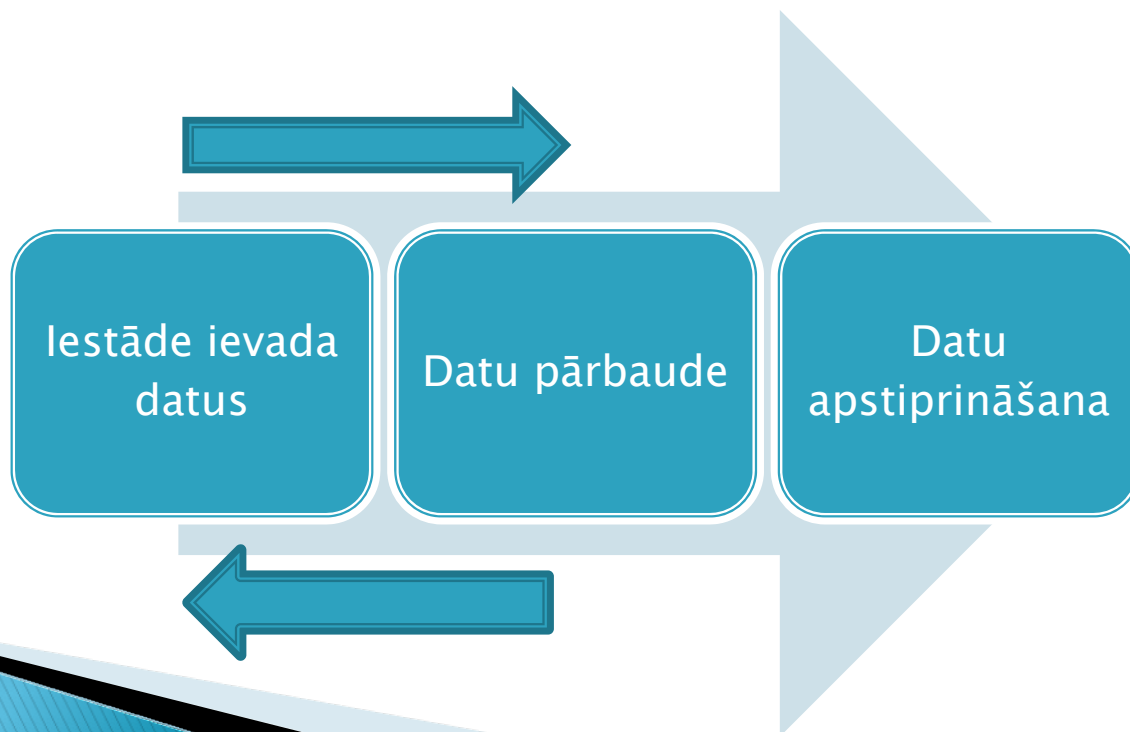 Iestāde ievada
datus
Datu pārbaude
Datu
apstiprināšana